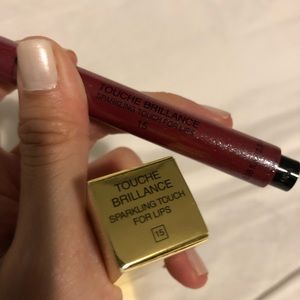 TOUCHE BRILLANCE
SPARKLING TOUCH FOR LIPS
15
TOUCHE
BRILLANCE
SPARKLING TOUCH
FOR LIPS
15